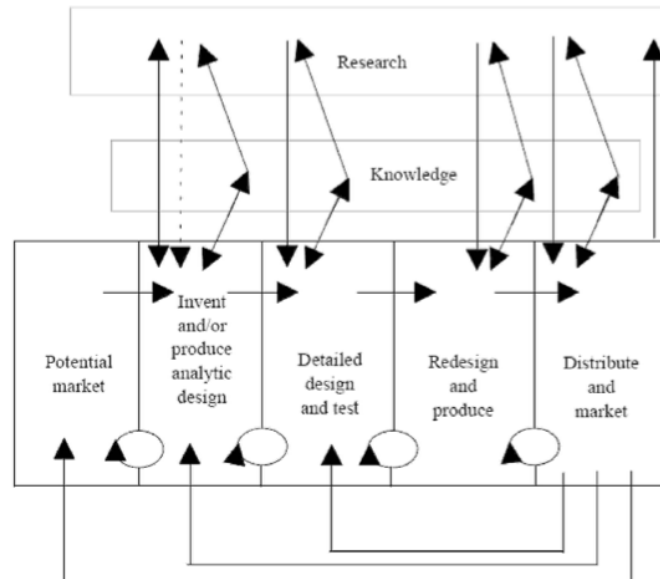 Research
Knowledge
Potential
market
Invent
and/or
produce
analytic
design
Detailed
design
and test
Redesign
and
produce
Distribute
and
market